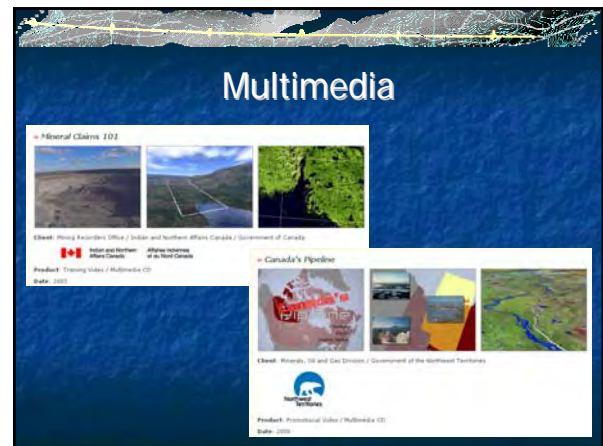 Multimedia
» Mineral Claims 101
Client: Mining Recorders Office / Indian and Northern Affairs Canada / Government of Canada
Indian and Northern Affaires indiennes
Affairs Canada et du Nord Canada
Product: Training Video / Multimedia CD
Date:
» Canada's Pipeline
Pipeline
Client: Minerals, Oil and Gas Division / Government of the Northwest Territories
Northwest
Territories
Product: Promotional Video / Multimedia CD
Date: